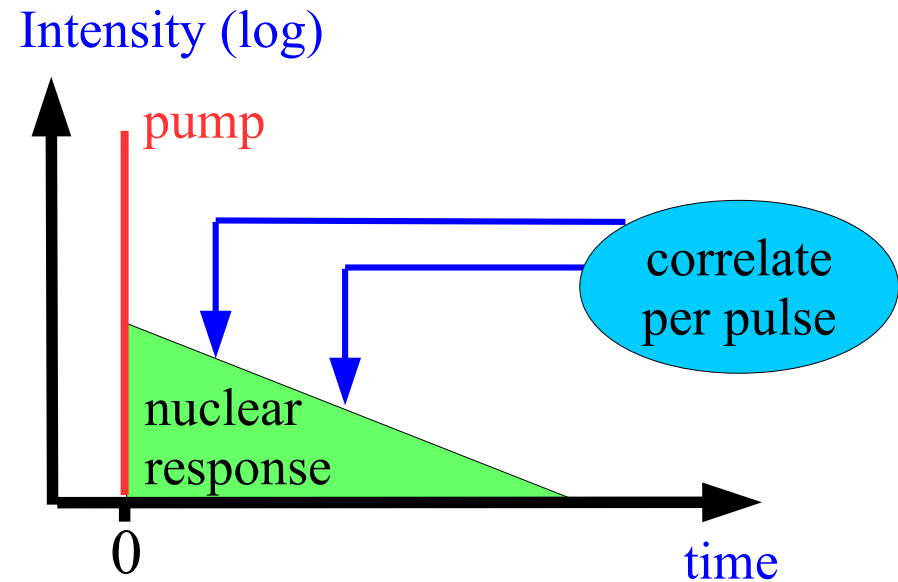 Intensity (log)
pump
correlate
per pulse
nuclear
response
0
time